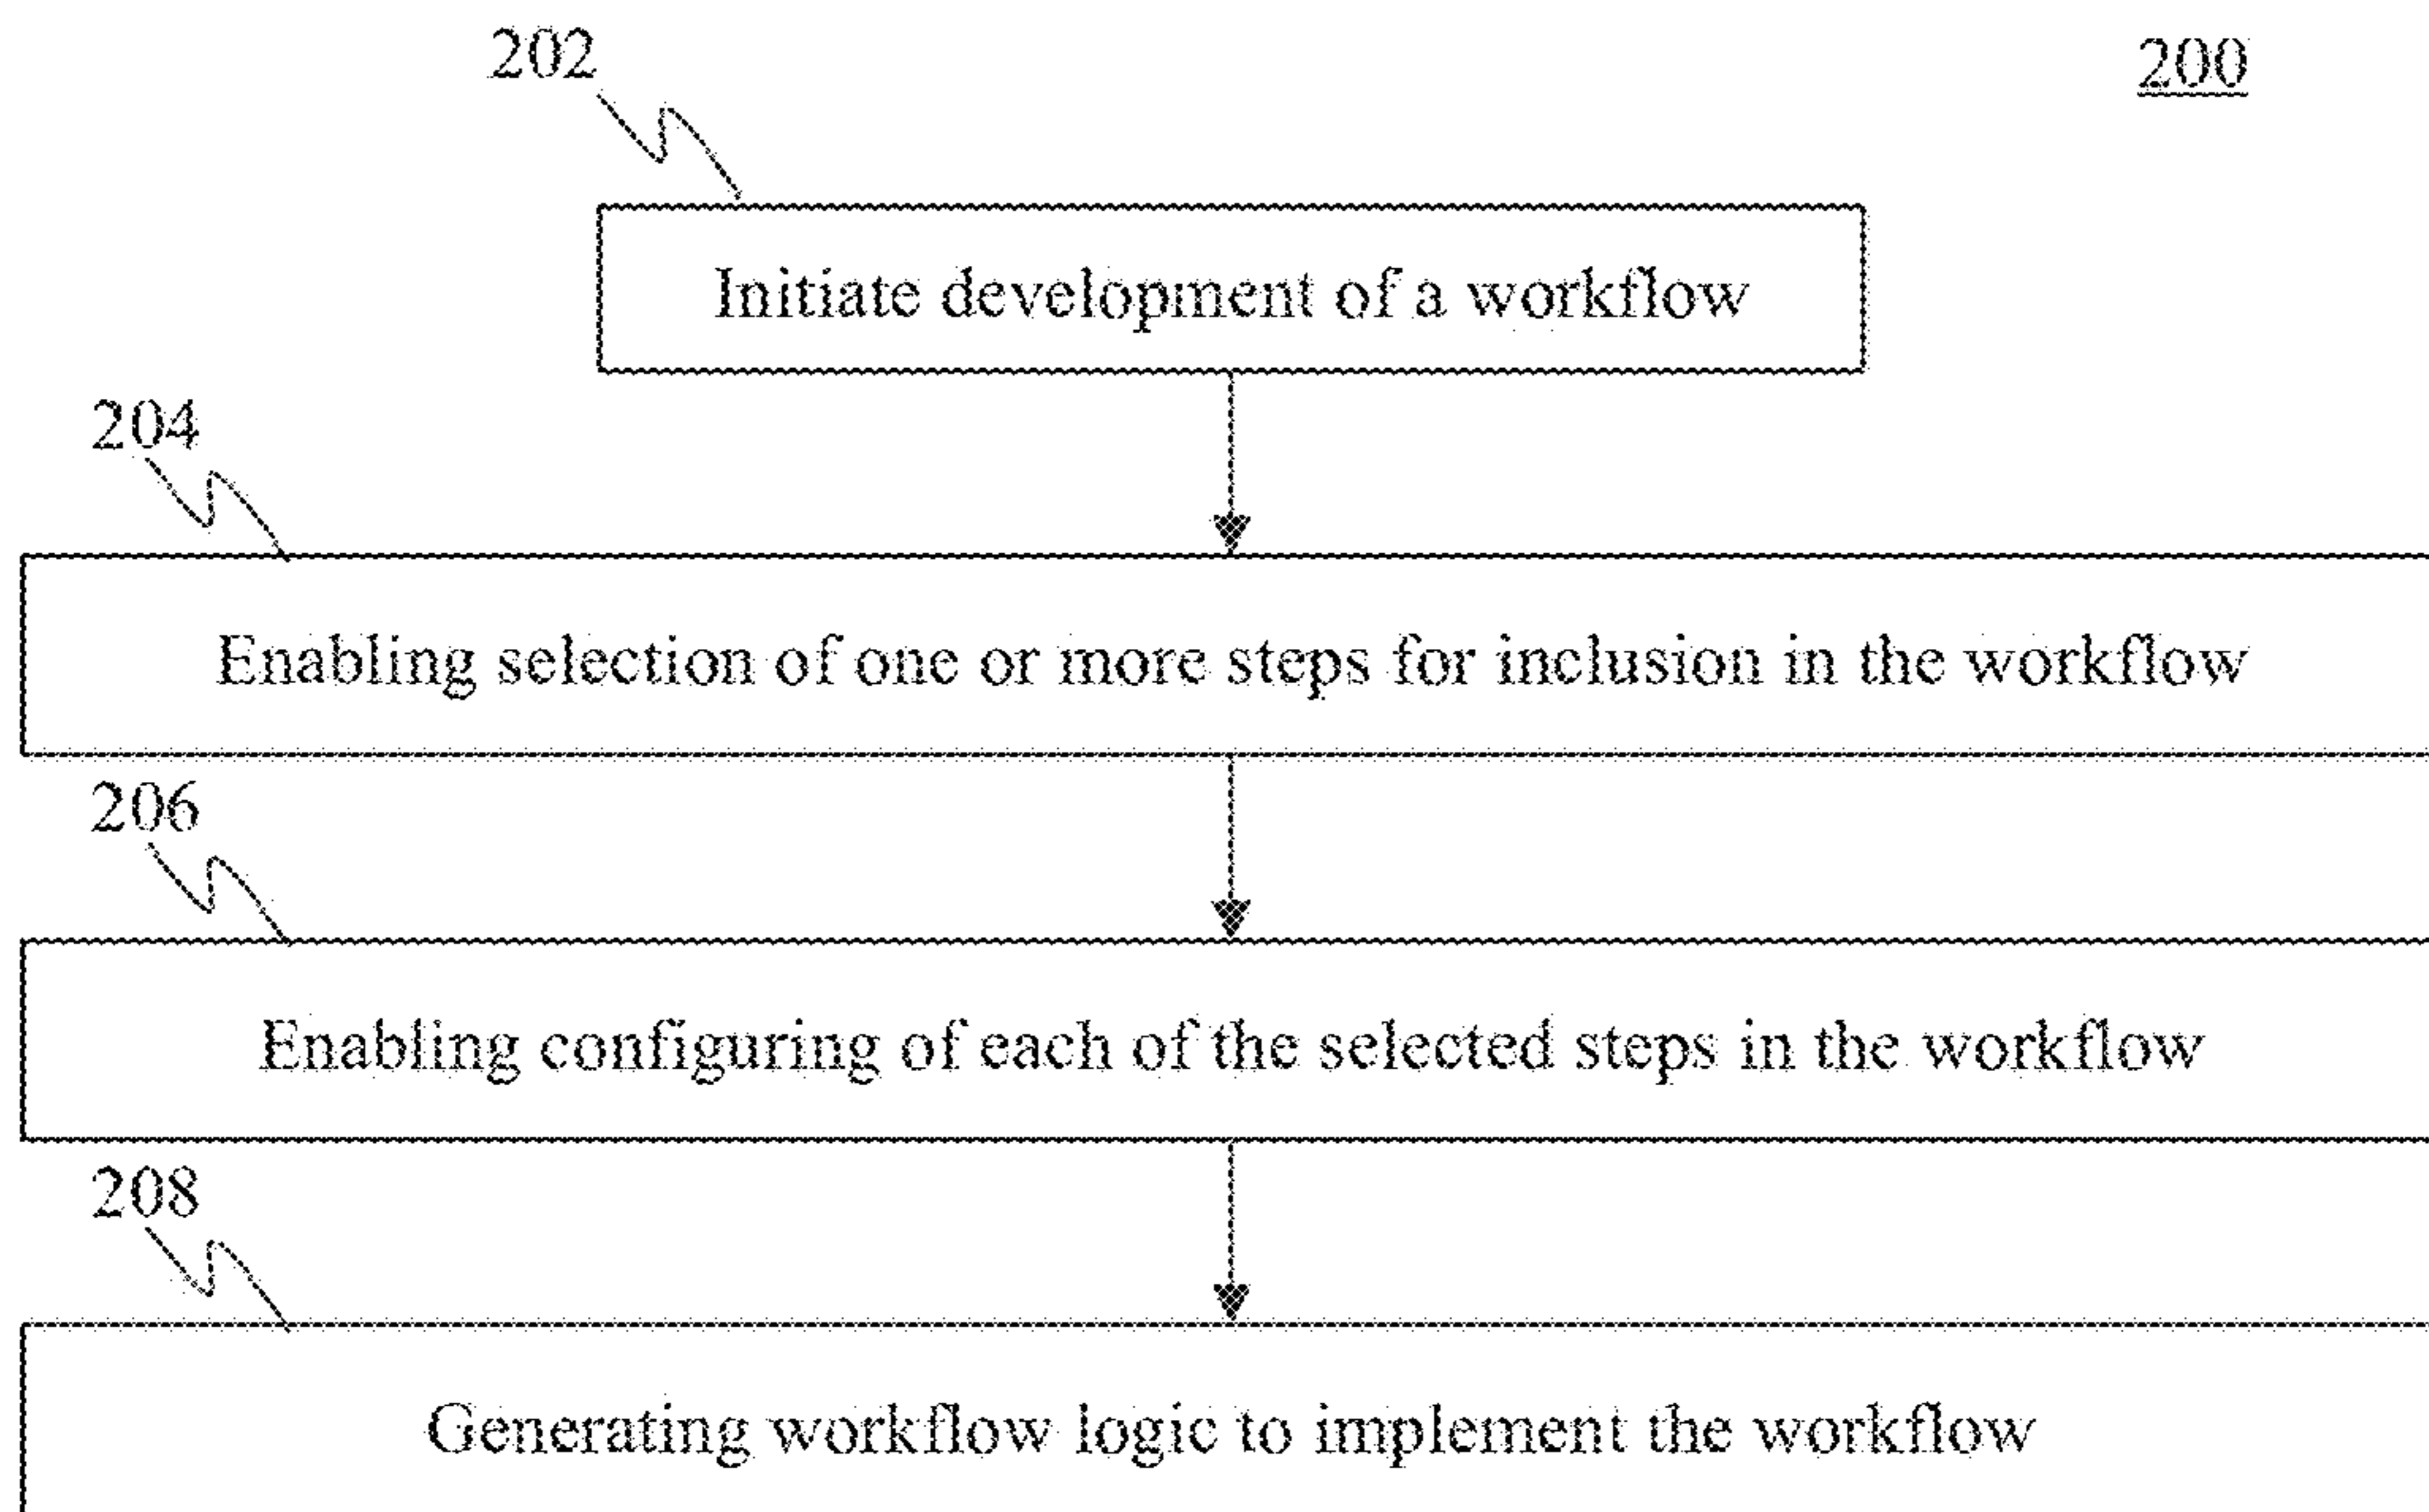 202
200
Initiate development of a workflow
204
Enabling selection of one or more steps for inclusion in the workflow
206
Enabling configuring of each of the selected steps in the workflow
208
Generating workflow logic to implement the workflow